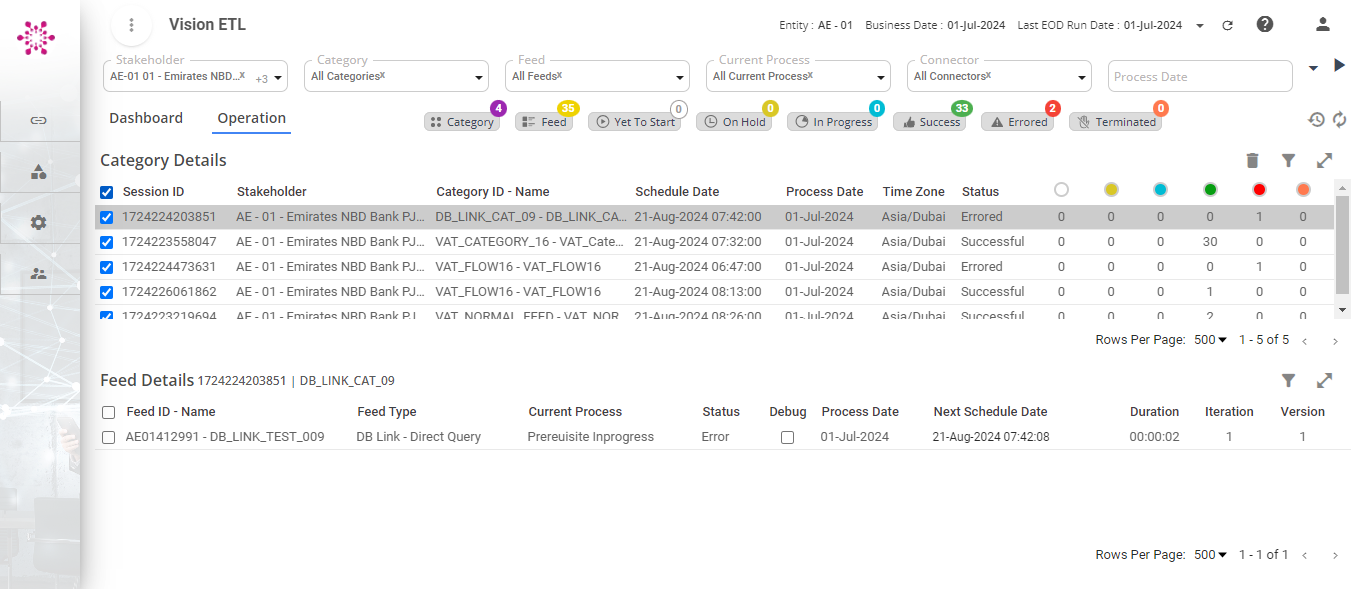 Vision ETL
Entity : AE - 01 Business Date : 01-Jul-2024 Last EOD Run Date : 01-Jul-2024
Stakeholder Category Feed Current Process Connector
AE-01 01 - Emirates NBD...x +3 All Categoriesx All Feedsx All Current Processx All Connectorsx Process Date
Dashboard Operation
4 35 0 0 0 33 2 0
Category Feed Yet To Start On Hold In Progress Success Errored Terminated
Category Details
Session ID Stakeholder Category ID - Name Schedule Date Process Date Time Zone Status
1724224203851 AE - 01 - Emirates NBD Bank PJ... DB_LINK_CAT_09 - DB_LINK_CA... 21-Aug-2024 07:42:00 01-Jul-2024 Asia/Dubai Errored 0 0 0 0 1 0
1724223558047 AE - 01 - Emirates NBD Bank PJ... VAT_CATEGORY_16 - VAT_Cate... 21-Aug-2024 07:32:00 01-Jul-2024 Asia/Dubai Successful 0 0 0 30 0 0
1724224473631 AE - 01 - Emirates NBD Bank PJ... VAT_FLOW16 - VAT_FLOW16 21-Aug-2024 06:47:00 01-Jul-2024 Asia/Dubai Errored 0 0 0 0 1 0
1724226061862 AE - 01 - Emirates NBD Bank PJ... VAT_FLOW16 - VAT_FLOW16 21-Aug-2024 08:13:00 01-Jul-2024 Asia/Dubai Successful 0 0 0 1 0 0
1724223219694 AE - 01 - Emirates NBD Bank PJ... VAT_NORMAL_FEED - VAT_NOR... 21-Aug-2024 08:26:00 01-Jul-2024 Asia/Dubai Successful 0 0 0 2 0 0
Rows Per Page: 500 1 - 5 of 5
Feed Details 1724224203851 | DB_LINK_CAT_09
Feed ID - Name Feed Type Current Process Status Debug Process Date Next Schedule Date Duration Iteration Version
AE01412991 - DB_LINK_TEST_009 DB Link - Direct Query Prereuisite Inprogress Error 01-Jul-2024 21-Aug-2024 07:42:08 00:00:02 1 1
Rows Per Page: 500 1 - 1 of 1